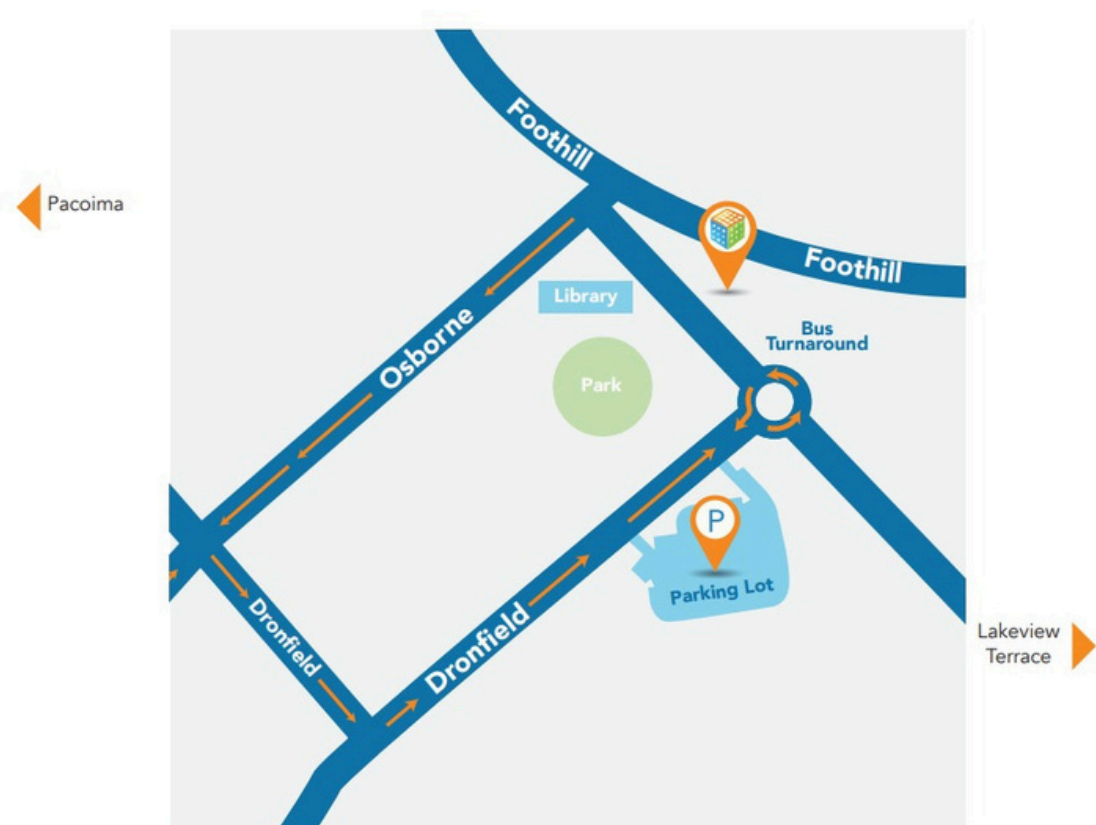 Foothill
Pacoima
Foothill
Library
Bus
Turnaround
Osborne
Park
P
Parking Lot
Dronfield
Dronfield
Lakeview
Terrace